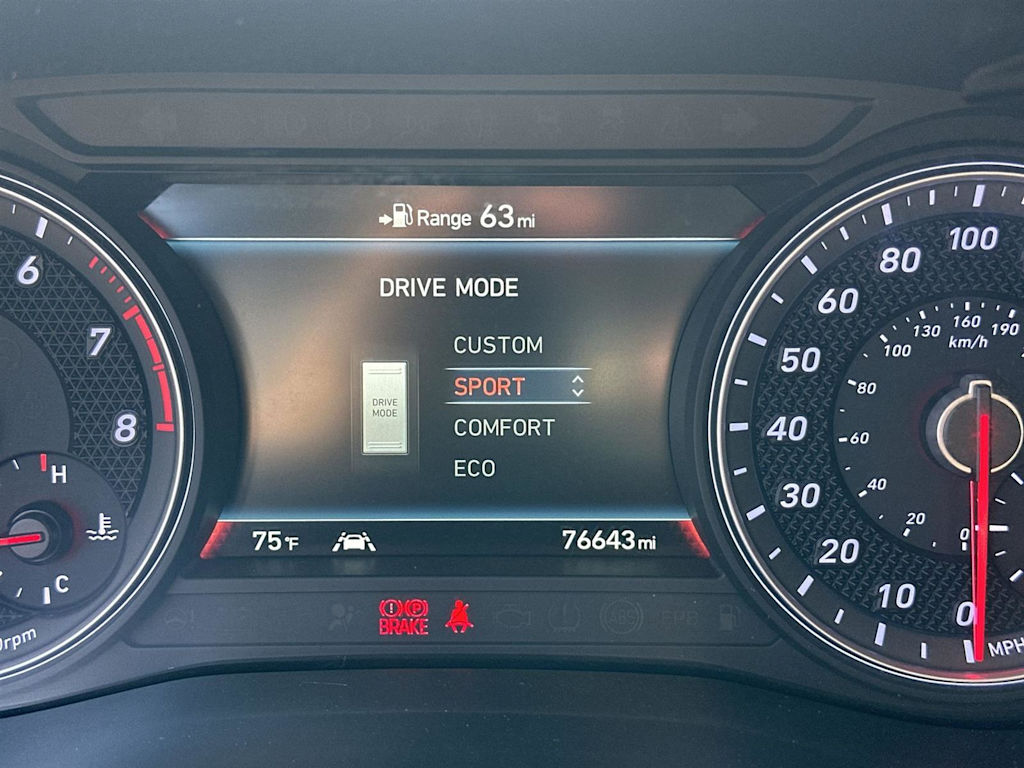 Range 63 mi
DRIVE MODE
CUSTOM
SPORT
COMFORT
ECO
DRIVE
MODE
75°F
76643 mi
BRAKE
6
7
8
H
C
0rpm
100
80
60
50
40
30
20
10
0
MPH
190
160
130
100
80
60
40
20
0
km/h
P
ABS